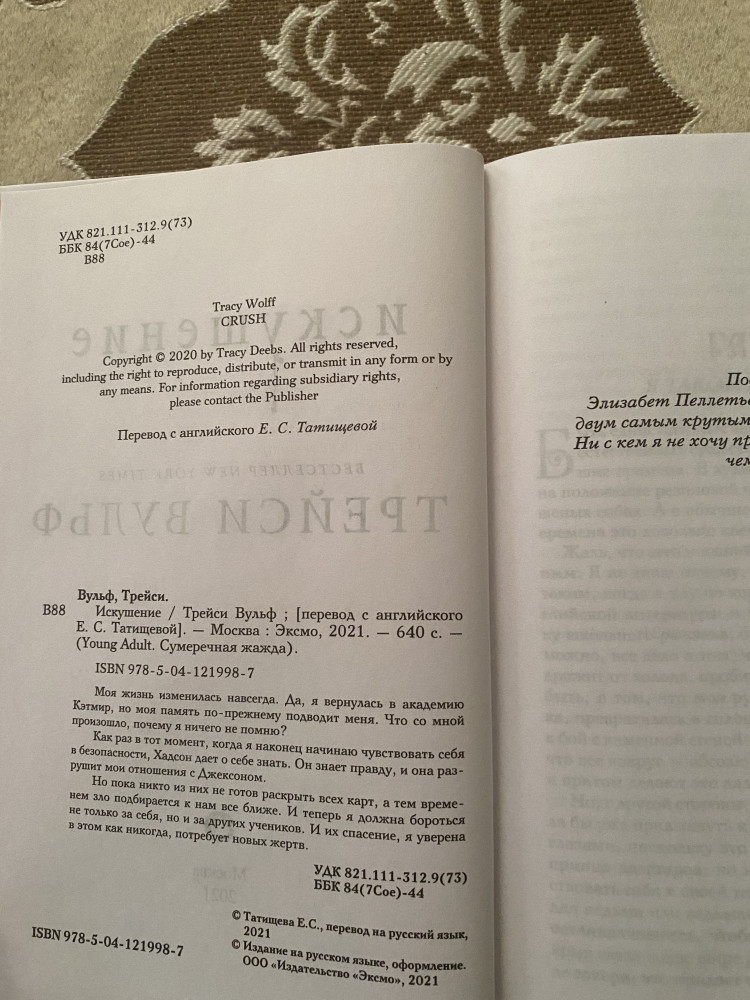 УДК 821.111-312.9(73)
ББК 84(7Сое)-44
В88
Tracy Wolff
CRUSH
Copyright © 2020 by Tracy Deebs. All rights reserved,
including the right to reproduce, distribute, or transmit in any form or by
any means. For information regarding subsidiary rights,
please contact the Publisher
Перевод с английского Е. С. Татищевой
Вульф, Трейси.
В88 Искушение / Трейси Вульф ; [перевод с английского
Е. С. Татищевой]. — Москва : Эксмо, 2021. — 640 с. —
(Young Adult. Сумеречная жажда).
ISBN 978-5-04-121998-7
Моя жизнь изменилась навсегда. Да, я вернулась в академию
Кэтмир, но моя память по-прежнему подводит меня. Что со мной
произошло, почему я ничего не помню?
Как раз в тот момент, когда я наконец начинаю чувствовать себя
в безопасности, Хадсон дает о себе знать. Он знает правду, и она раз-
рушит мои отношения с Джексоном.
Но пока никто из них не готов раскрыть всех карт, а тем време-
нем зло подбирается к нам все ближе. И теперь я должна бороться
не только за себя, но и за других учеников. И их спасение, я уверена
в этом как никогда, потребует новых жертв.
УДК 821.111-312.9(73)
ББК 84(7Сое)-44
© Татищева Е.С., перевод на русский язык,
2021
© Издание на русском языке, оформление.
ООО «Издательство «Эксмо», 2021
ISBN 978-5-04-121998-7
По
Элизабет Пеллетье
двум самым крутым
Ни с кем я не хочу пр
чем